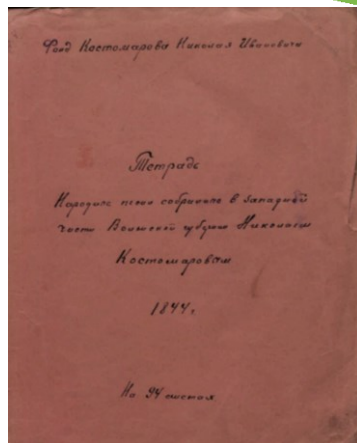 Фонд Костомарова Николая Ивановича
Тетрадь
Народные песни собранные в западной
части Волынской губернии Николаем
Костомаровым
1844 г.
На 94 листах